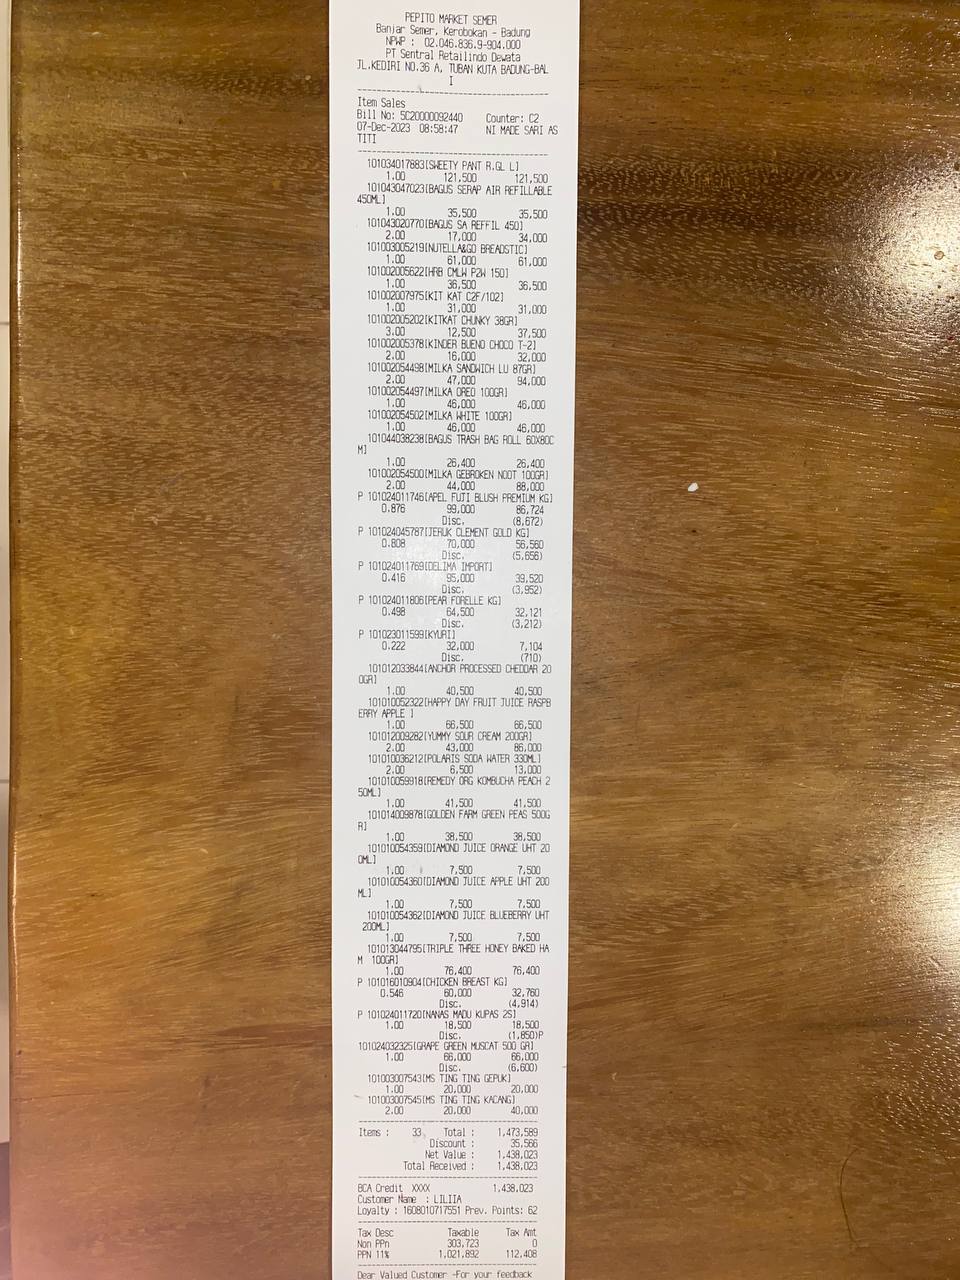 PEPITO MARKET SEMER
Banjar Semer, Kerobokan - Badung
NPWP : 02.046.836.9-904.000
PT Sentral Retailindo Dewata
JL.KEDIRI NO.36 A, TUBAN KUTA BADUNG-BAL
I
Item Sales
Bill No: 5C20000092440 Counter: C2
07-Dec-2023 08:58:47 NI MADE SARI AS
TITI
101034017883[SWEETY PANT R.GL L]
1.00 121,500 121,500
101043047023[BAGUS SERAP AIR REFILLABLE
450ML]
1.00 35,500 35,500
101043020770[BAGUS SA REFFIL 450]
2.00 17,000 34,000
101003005219[NUTELLA&GO BREADSTIC]
1.00 61,000 61,000
101002005622[HRB CMLW P2W 150]
1.00 36,500 36,500
101002007975[KIT KAT C2F/102]
1.00 31,000 31,000
101002005202[KITKAT CHUNKY 38GR]
3.00 12,500 37,500
101002005378[KINDER BUENO CHOCO T-2]
2.00 16,000 32,000
101002054498[MILKA SANDWICH LU 87GR]
2.00 47,000 94,000
101002054497[MILKA OREO 100GR]
1.00 46,000 46,000
101002054502[MILKA WHITE 100GR]
1.00 46,000 46,000
101044038238[BAGUS TRASH BAG ROLL 60X80C
M]
1.00 26,400 26,400
101002054500[MILKA GEBROKEN NOOT 100GR]
2.00 44,000 88,000
P 101024011746[APEL FUJI BLUSH PREMIUM KG]
0.876 99,000 86,724
Disc. (8,672)
P 101024045787[JERUK CLEMENT GOLD KG]
0.808 70,000 56,560
Disc. (5,656)
P 101024011769[DELIMA IMPORT]
0.416 95,000 39,520
Disc. (3,952)
P 101024011806[PEAR FORELLE KG]
0.498 64,500 32,121
Disc. (3,212)
P 101023011599[KYURI]
0.222 32,000 7,104
Disc. (710)
101012033844[ANCHOR PROCESSED CHEDDAR 20
0GR]
1.00 40,500 40,500
101010052322[HAPPY DAY FRUIT JUICE RASPB
ERRY APPLE ]
1.00 66,500 66,500
101012009282[YUMMY SOUR CREAM 200GR]
2.00 43,000 86,000
101010036212[POLARIS SODA WATER 330ML]
2.00 6,500 13,000
101010059918[REMEDY ORG KOMBUCHA PEACH 2
50ML]
1.00 41,500 41,500
101014009878[GOLDEN FARM GREEN PEAS 500G
R]
1.00 38,500 38,500
101010054359[DIAMOND JUICE ORANGE UHT 20
0ML]
1.00 7,500 7,500
101010054360[DIAMOND JUICE APPLE UHT 200
ML]
1.00 7,500 7,500
101010054362[DIAMOND JUICE BLUEBERRY UHT
200ML]
1.00 7,500 7,500
101013044795[TRIPLE THREE HONEY BAKED HA
M 100GR]
1.00 76,400 76,400
P 101016010904[CHICKEN BREAST KG]
0.546 60,000 32,760
Disc. (4,914)
P 101024011720[NANAS MADU KUPAS 2S]
1.00 18,500 18,500
Disc. (1,850)P
101024032325[GRAPE GREEN MUSCAT 500 GR]
1.00 66,000 66,000
Disc. (6,600)
101003007543[MS TING TING GEPUK]
1.00 20,000 20,000
101003007545[MS TING TING KACANG]
2.00 20,000 40,000
Items : 33 Total : 1,473,589
Discount : 35,566
Net Value : 1,438,023
Total Received : 1,438,023
BCA Credit XXXX 1,438,023
Customer Name : LILIIA
Loyalty : 1608010717551 Prev. Points: 62
Tax Desc Taxable Tax Amt
Non PPn 303,723 0
PPN 11% 1,021,892 112,408
Dear Valued Customer -For your feedback